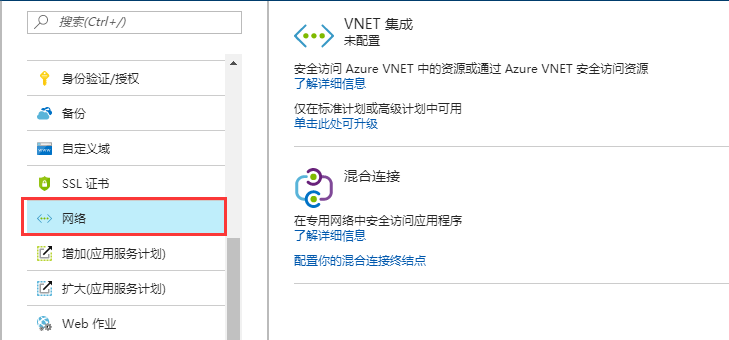 搜索(Ctrl+/)
身份验证/授权
备份
自定义域
SSL 证书
网络
增加(应用服务计划)
扩大(应用服务计划)
Web 作业
VNET 集成
未配置
安全访问 Azure VNET 中的资源或通过 Azure VNET 安全访问资源
了解详细信息
仅在标准计划或高级计划中可用
单击此处可升级
混合连接
在专用网络中安全访问应用程序
了解详细信息
配置你的混合连接终结点